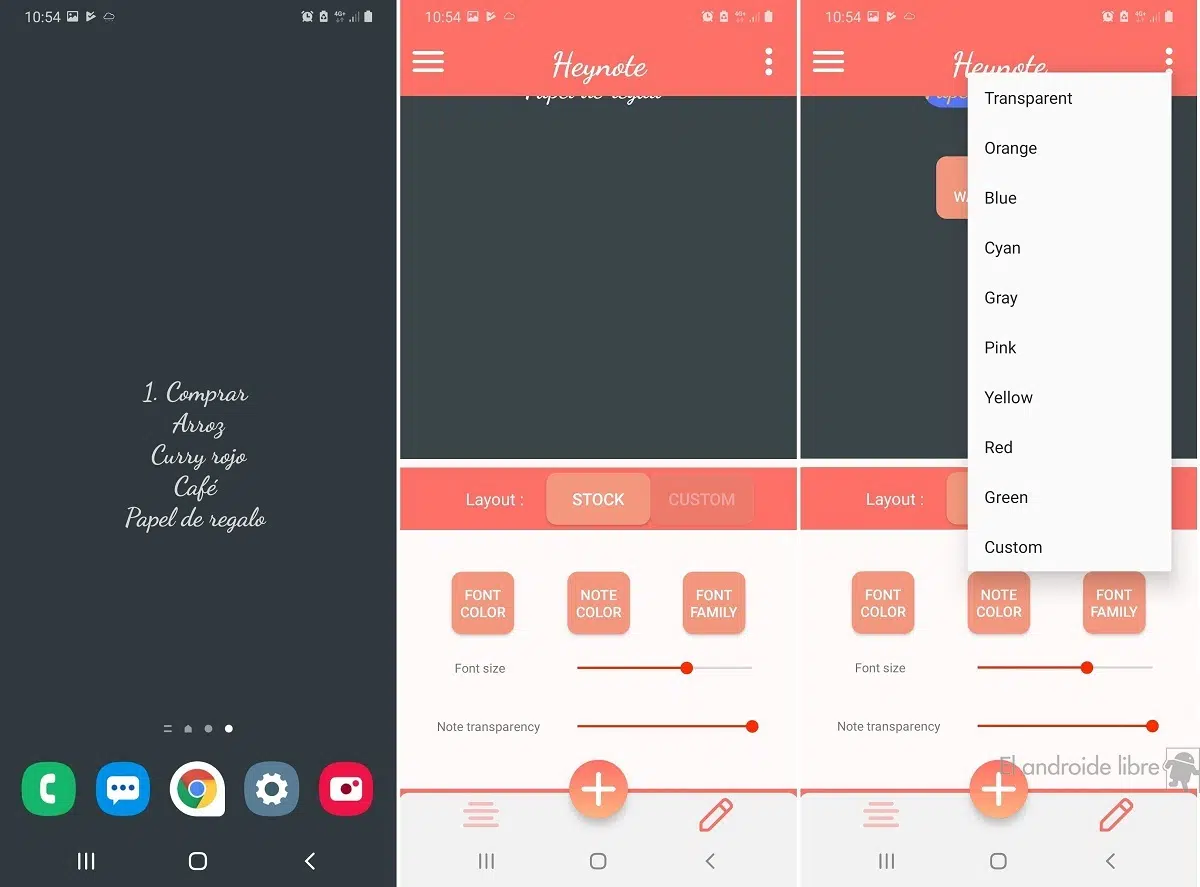 10:54
4G+
1. Comprar
Arroz
Curry rojo
Café
Papel de regalo
10:54
4G+
Heynote
Papel de regalo
Layout :
STOCK
CUSTOM
FONT
COLOR
NOTE
COLOR
FONT
FAMILY
Font size
Note transparency
10:54
4G+
Heynote
Transparent
Orange
Blue
Cyan
Gray
Pink
Yellow
Red
Green
Custom
Layout :
FONT
COLOR
NOTE
COLOR
FONT
FAMILY
Font size
Note transparency
El androide libre